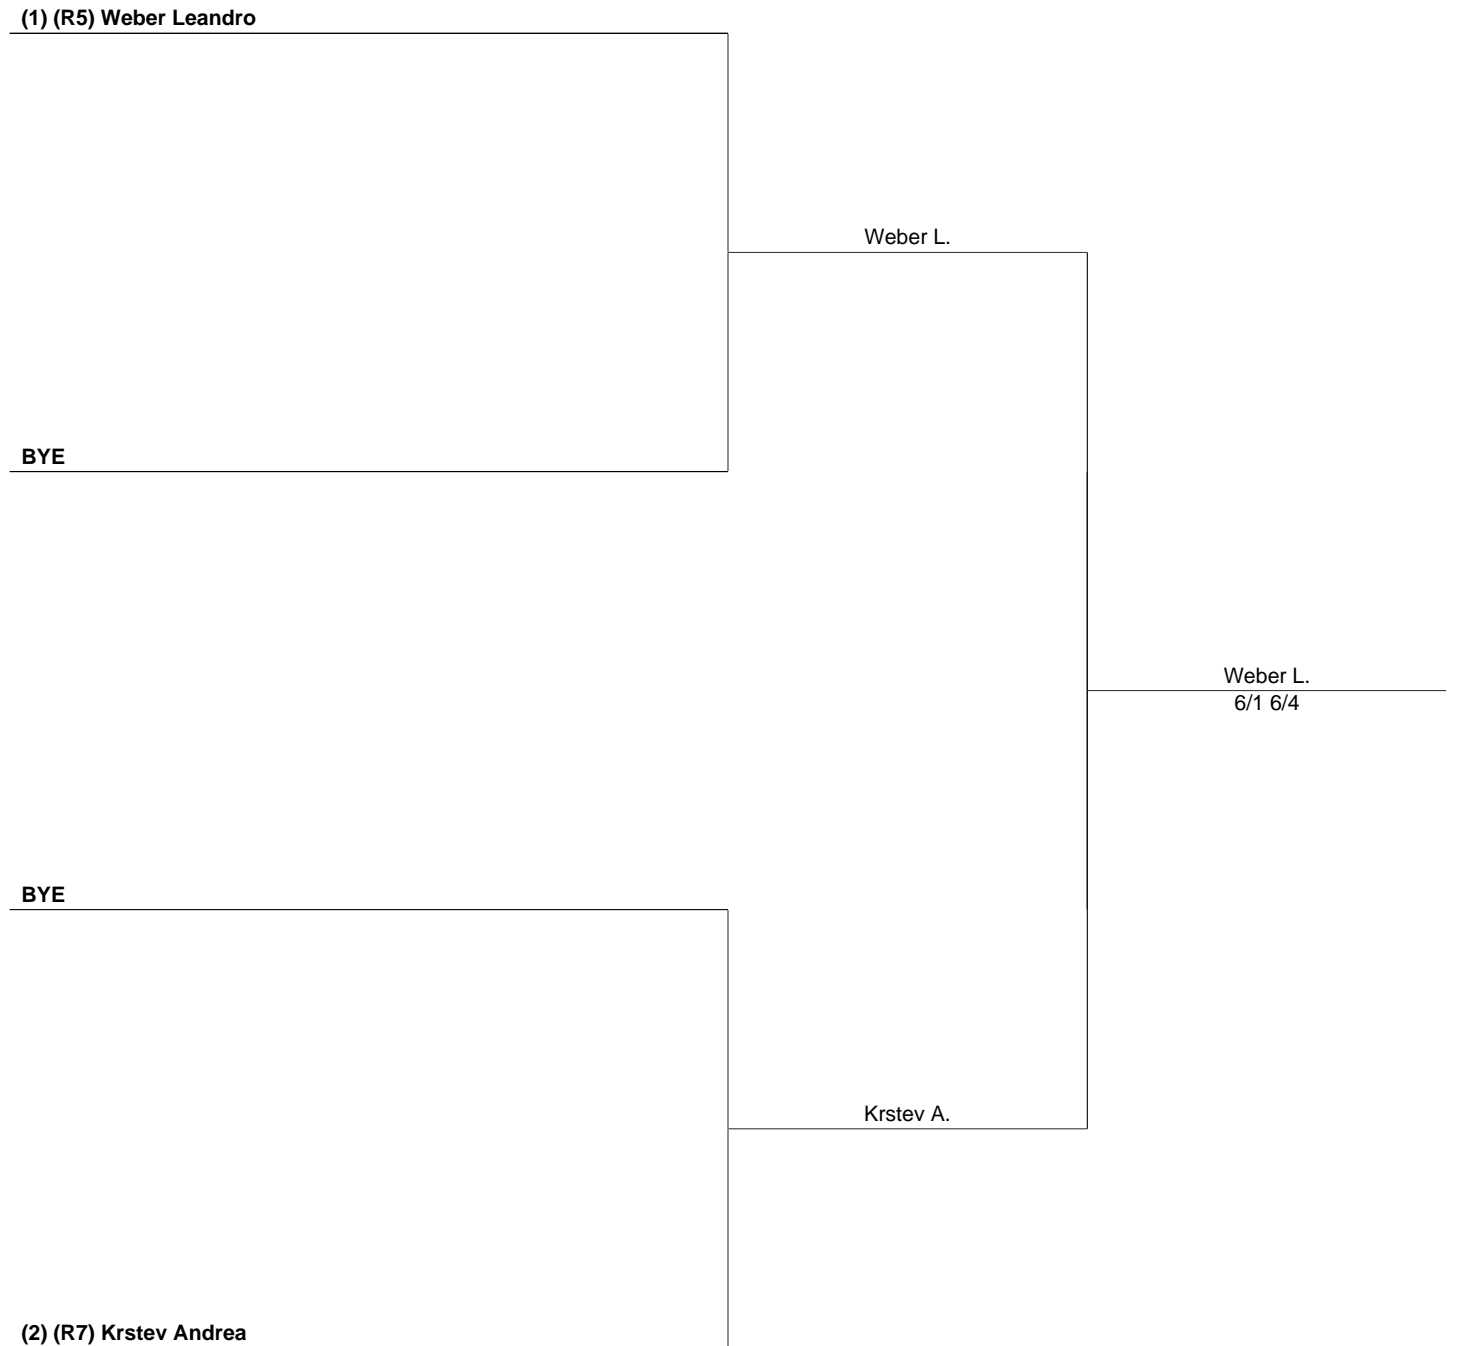 (1) (R5) Weber Leandro
Weber L.
BYE
Weber L.
6/1 6/4
BYE
Krstev A.
(2) (R7) Krstev Andrea